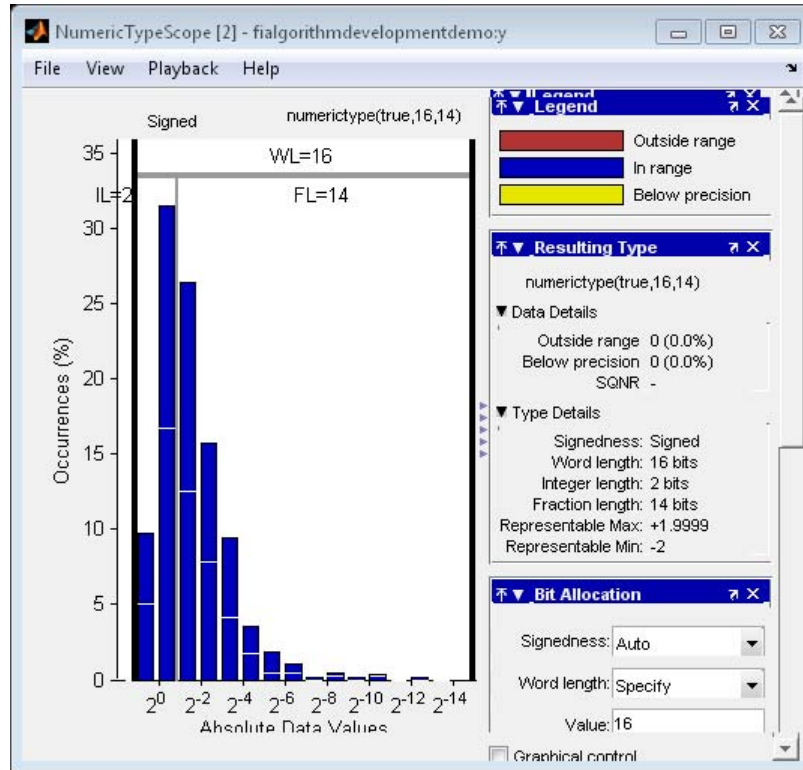 NumericTypeScope [2] - fialgorithmdevelopmentdemo:y
File View Playback Help
Signed numerictype(true,16,14)
WL=16
IL=2 FL=14
35
30
25
20
15
10
5
0
Occurrences (%)
2^0 2^-2 2^-4 2^-6 2^-8 2^-10 2^-12 2^-14
Absolute Data Values
Legend
Legend
Outside range
In range
Below precision
Resulting Type
numerictype(true,16,14)
Data Details
Outside range 0 (0.0%)
Below precision 0 (0.0%)
SQNR -
Type Details
Signedness: Signed
Word length: 16 bits
Integer length: 2 bits
Fraction length: 14 bits
Representable Max: +1.9999
Representable Min: -2
Bit Allocation
Signedness: Auto
Word length: Specify
Value: 16
Graphical control